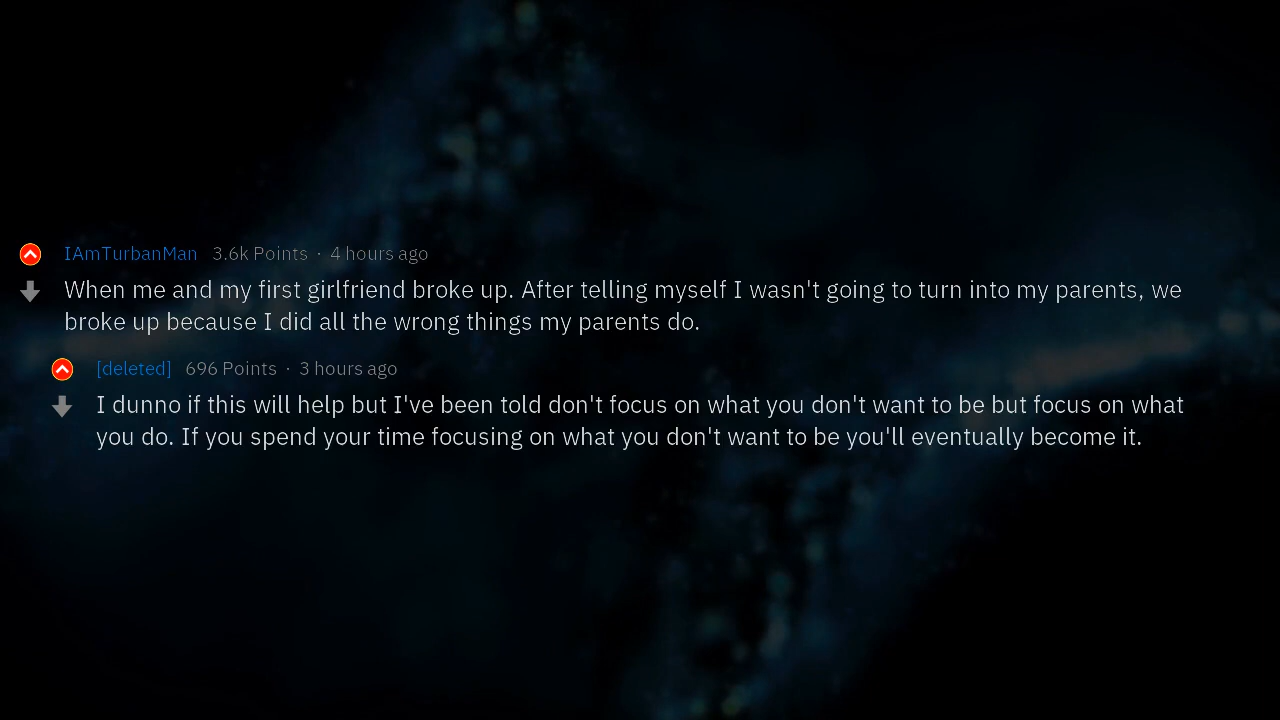 IAmTurbanMan 3.6k Points · 4 hours ago
When me and my first girlfriend broke up. After telling myself I wasn't going to turn into my parents, we
broke up because I did all the wrong things my parents do.
[deleted] 696 Points · 3 hours ago
I dunno if this will help but I've been told don't focus on what you don't want to be but focus on what
you do. If you spend your time focusing on what you don't want to be you'll eventually become it.